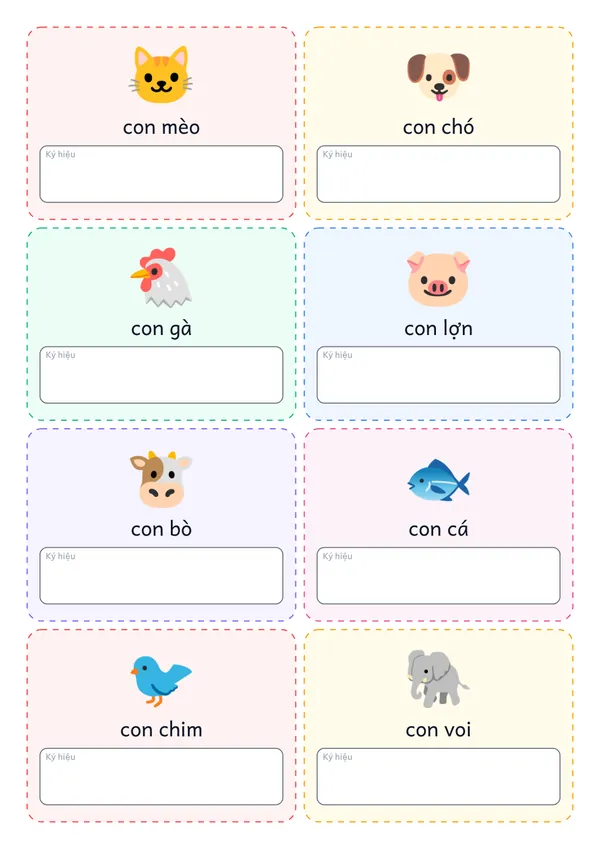 con mèo
Ký hiệu
con chó
Ký hiệu
con gà
Ký hiệu
con lợn
Ký hiệu
con bò
Ký hiệu
con cá
Ký hiệu
con chim
Ký hiệu
con voi
Ký hiệu